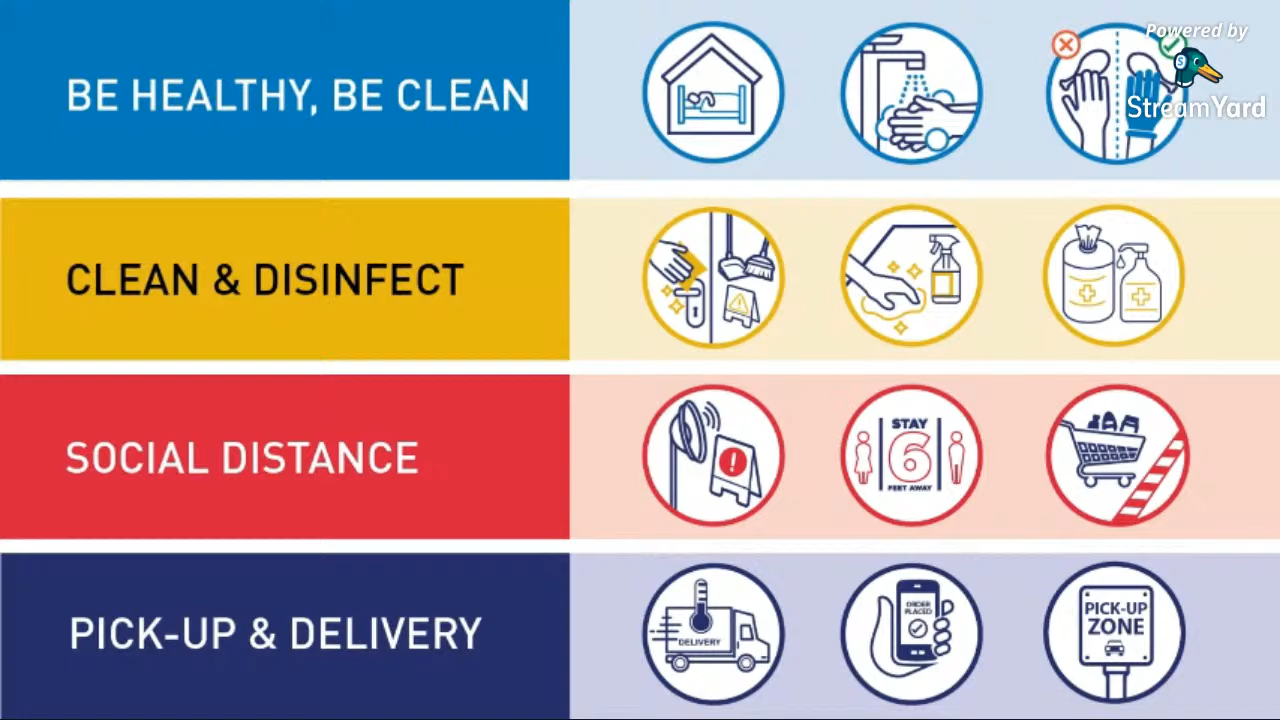 Powered by
StreamYard
BE HEALTHY, BE CLEAN
CLEAN & DISINFECT
SOCIAL DISTANCE
STAY
6
FEET AWAY
PICK-UP & DELIVERY
DELIVERY
ORDER
PLACED
PICK-UP
ZONE